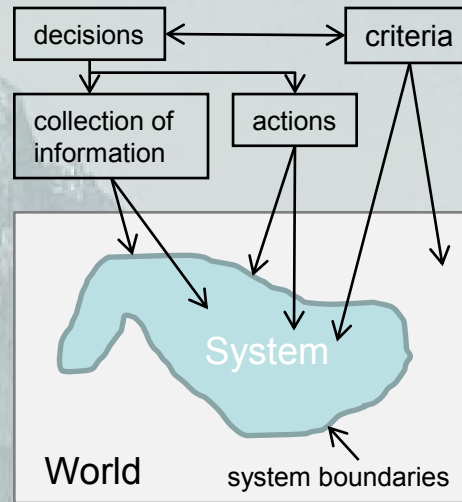 decisions
criteria
collection of
information
actions
System
World
system boundaries